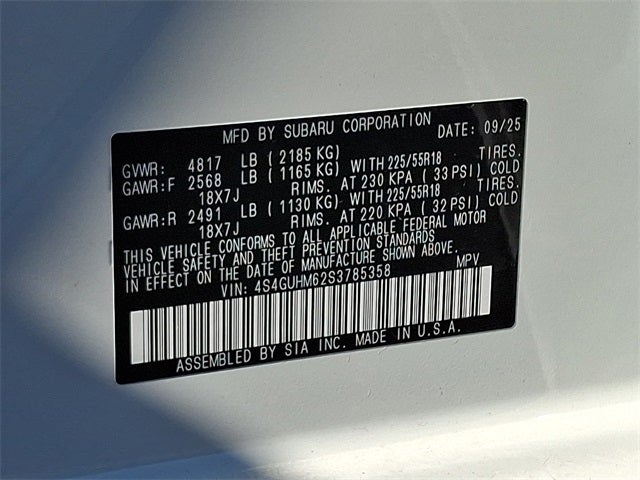 MFD BY SUBARU CORPORATION DATE: 09/25
GVWR: 4817 LB (2185 KG)
GAWR:F 2568 LB (1165 KG) WITH 225/55R18 TIRES.
18X7J RIMS. AT 230 KPA (33 PSI) COLD
GAWR:R 2491 LB (1130 KG) WITH 225/55R18 TIRES.
18X7J RIMS. AT 220 KPA (32 PSI) COLD
THIS VEHICLE CONFORMS TO ALL APPLICABLE FEDERAL MOTOR
VEHICLE SAFETY AND THEFT PREVENTION STANDARDS
IN EFFECT ON THE DATE OF MANUFACTURE SHOWN ABOVE.
VIN: 4S4GUHM62S3785358 MPV
ASSEMBLED BY SIA INC. MADE IN U.S.A.